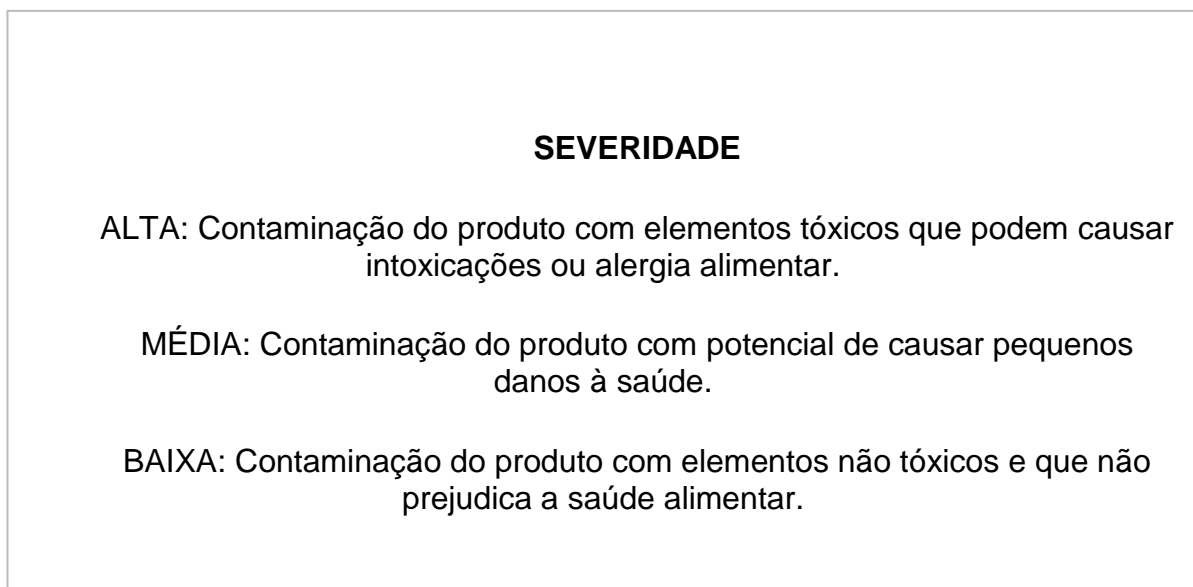 SEVERIDADE
ALTA: Contaminação do produto com elementos tóxicos que podem causar
intoxicações ou alergia alimentar.
MÉDIA: Contaminação do produto com potencial de causar pequenos
danos à saúde.
BAIXA: Contaminação do produto com elementos não tóxicos e que não
prejudica a saúde alimentar.